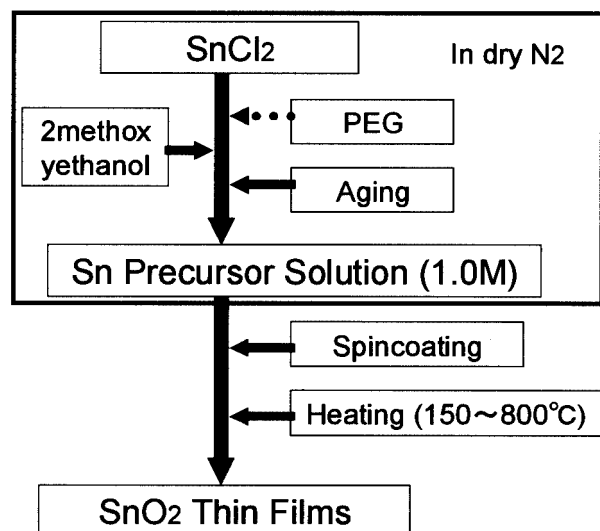 SnCl2
In dry N2
PEG
2methox
yethanol
Aging
Sn Precursor Solution (1.0M)
Spincoating
Heating (150～800℃)
SnO2 Thin Films